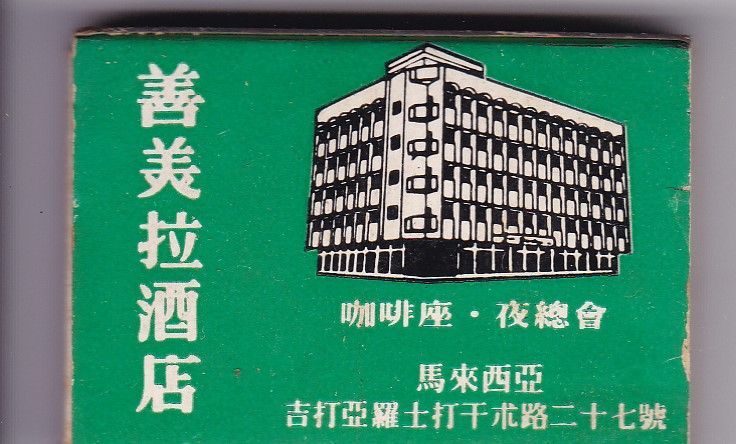 善美拉酒店
咖啡座·夜總會
馬來西亞
吉打亞羅士打干朮路二十七號